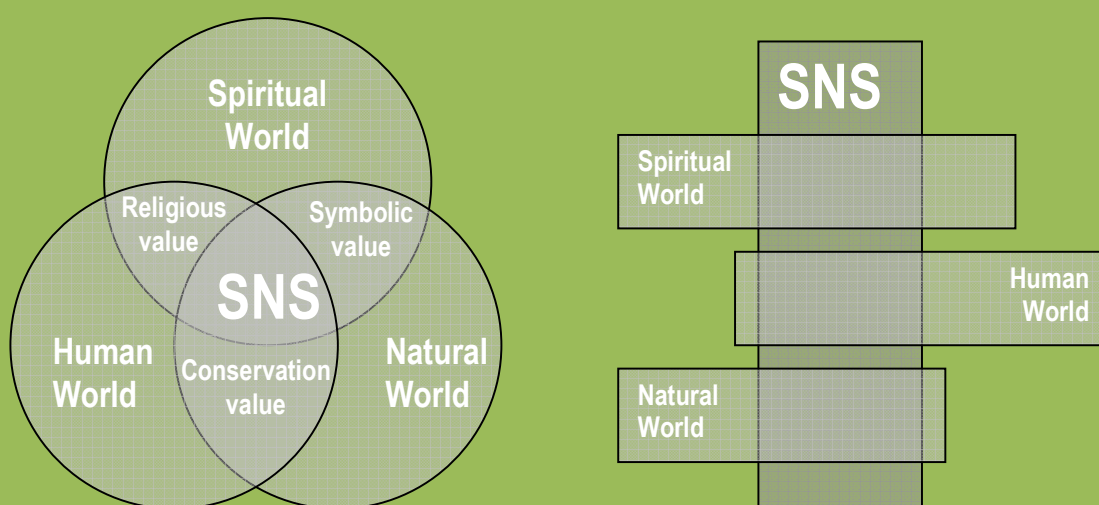 Spiritual
World
Religious
value
Symbolic
value
SNS
Human
World
Conservation
value
Natural
World
SNS
Spiritual
World
Human
World
Natural
World